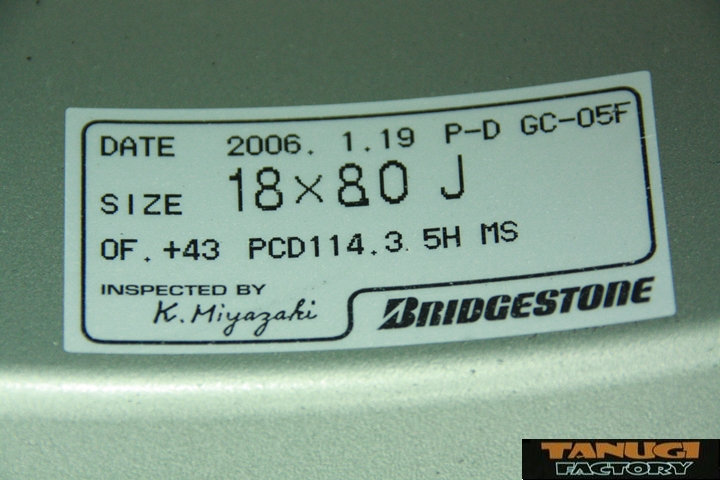 DATE 2006. 1.19 P-D GC-05F
SIZE 18×8.0 J
OF. +43 PCD114.3 5H MS
INSPECTED BY
K. Miyazaki
BRIDGESTONE
TANUGI
FACTORY